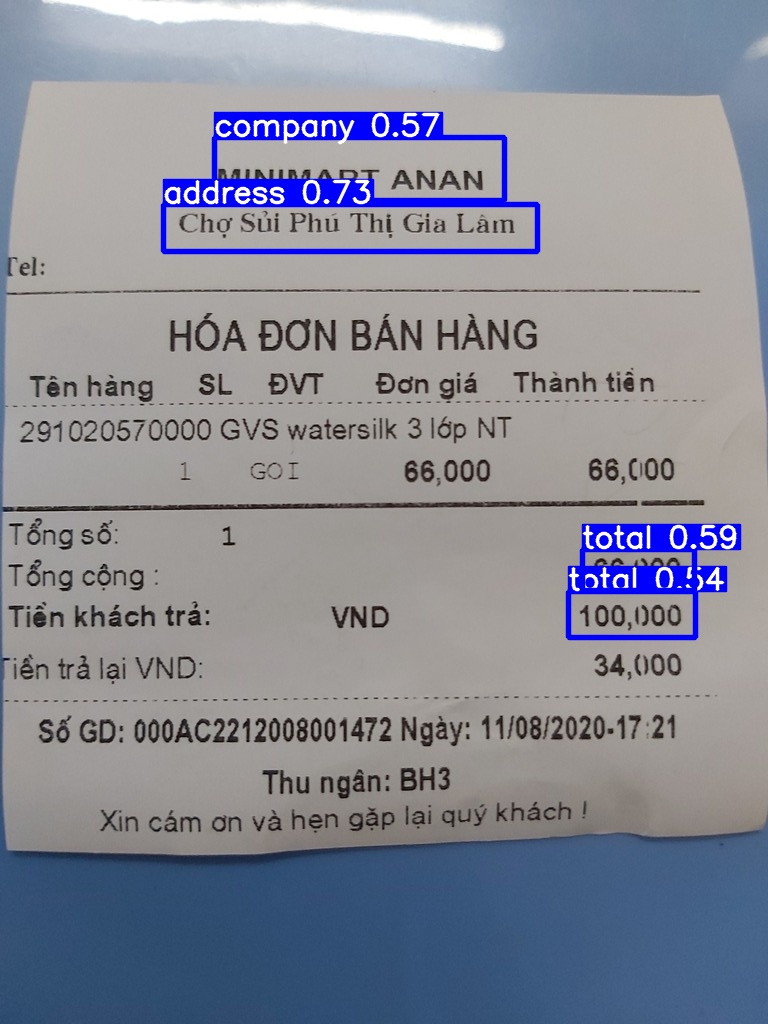 company 0.57
MINIMART ANAN
address 0.73
Chợ Sủi Phú Thị Gia Lâm
Tel:
HÓA ĐƠN BÁN HÀNG
Tên hàng SL ĐVT Đơn giá Thành tiền
291020570000 GVS watersilk 3 lớp NT
1 GOI 66,000 66,000
Tổng số: 1
total 0.59
Tổng cộng :
total 0.54
Tiền khách trả: VND 100,000
Tiền trả lại VND: 34,000
Số GD: 000AC2212008001472 Ngày: 11/08/2020-17:21
Thu ngân: BH3
Xin cám ơn và hẹn gặp lại quý khách !